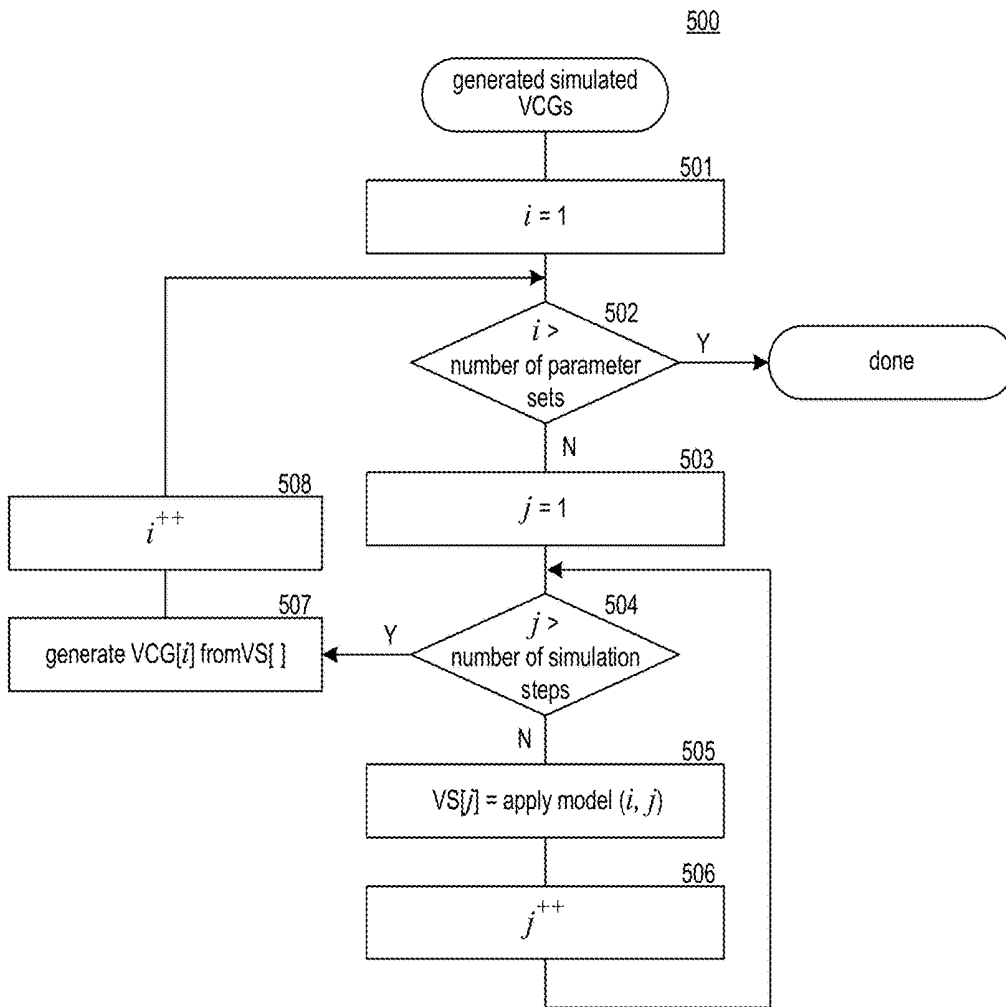 500
generated simulated
VCGs
501
i = 1
502
i >
number of parameter
sets
Y
done
N
503
j = 1
508
i++
504
j >
number of simulation
steps
Y
507
generate VCG[i] fromVS[ ]
N
505
VS[j] = apply model (i, j)
506
j++